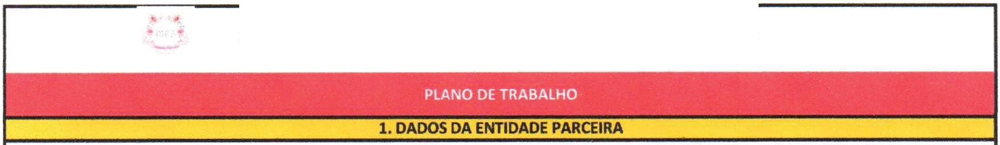 PLANO DE TRABALHO
1. DADOS DA ENTIDADE PARCEIRA